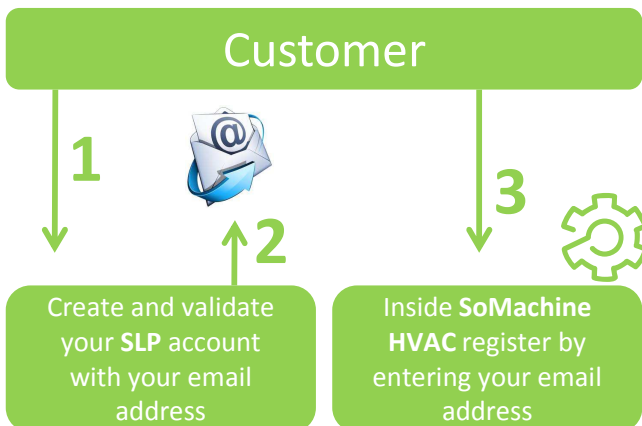 Customer
1
@
2
3
Create and validate
your SLP account
with your email
address
Inside SoMachine
HVAC register by
entering your email
address